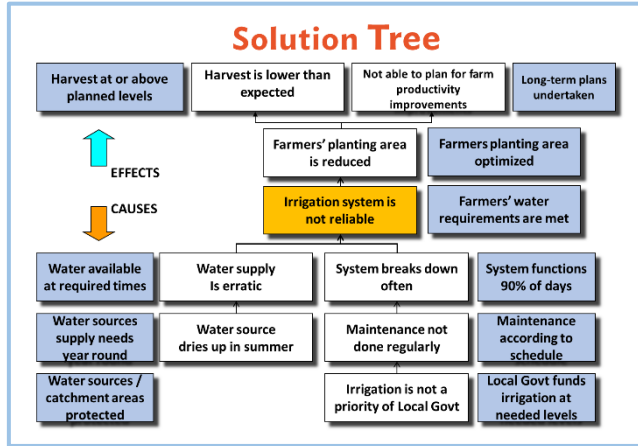 Solution Tree
Harvest at or above
planned levels
Harvest is lower than
expected
Not able to plan for farm
productivity
improvements
Long-term plans
undertaken
EFFECTS
Farmers' planting area
is reduced
Farmers planting area
optimized
CAUSES
Irrigation system is
not reliable
Farmers' water
requirements are met
Water available
at required times
Water supply
Is erratic
System breaks down
often
System functions
90% of days
Water sources
supply needs
year round
Water source
dries up in summer
Maintenance not
done regularly
Maintenance
according to
schedule
Water sources /
catchment areas
protected
Irrigation is not a
priority of Local Govt
Local Govt funds
irrigation at
needed levels